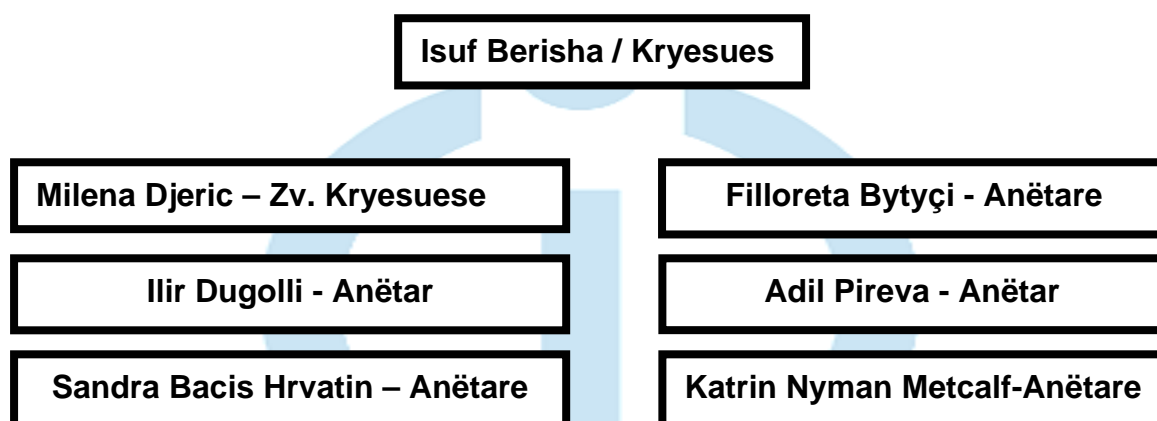 Isuf Berisha / Kryesues
Milena Djeric – Zv. Kryesuese
Filloreta Bytyçi - Anëtare
Ilir Dugolli - Anëtar
Adil Pireva - Anëtar
Sandra Bacis Hrvatin – Anëtare
Katrin Nyman Metcalf-Anëtare